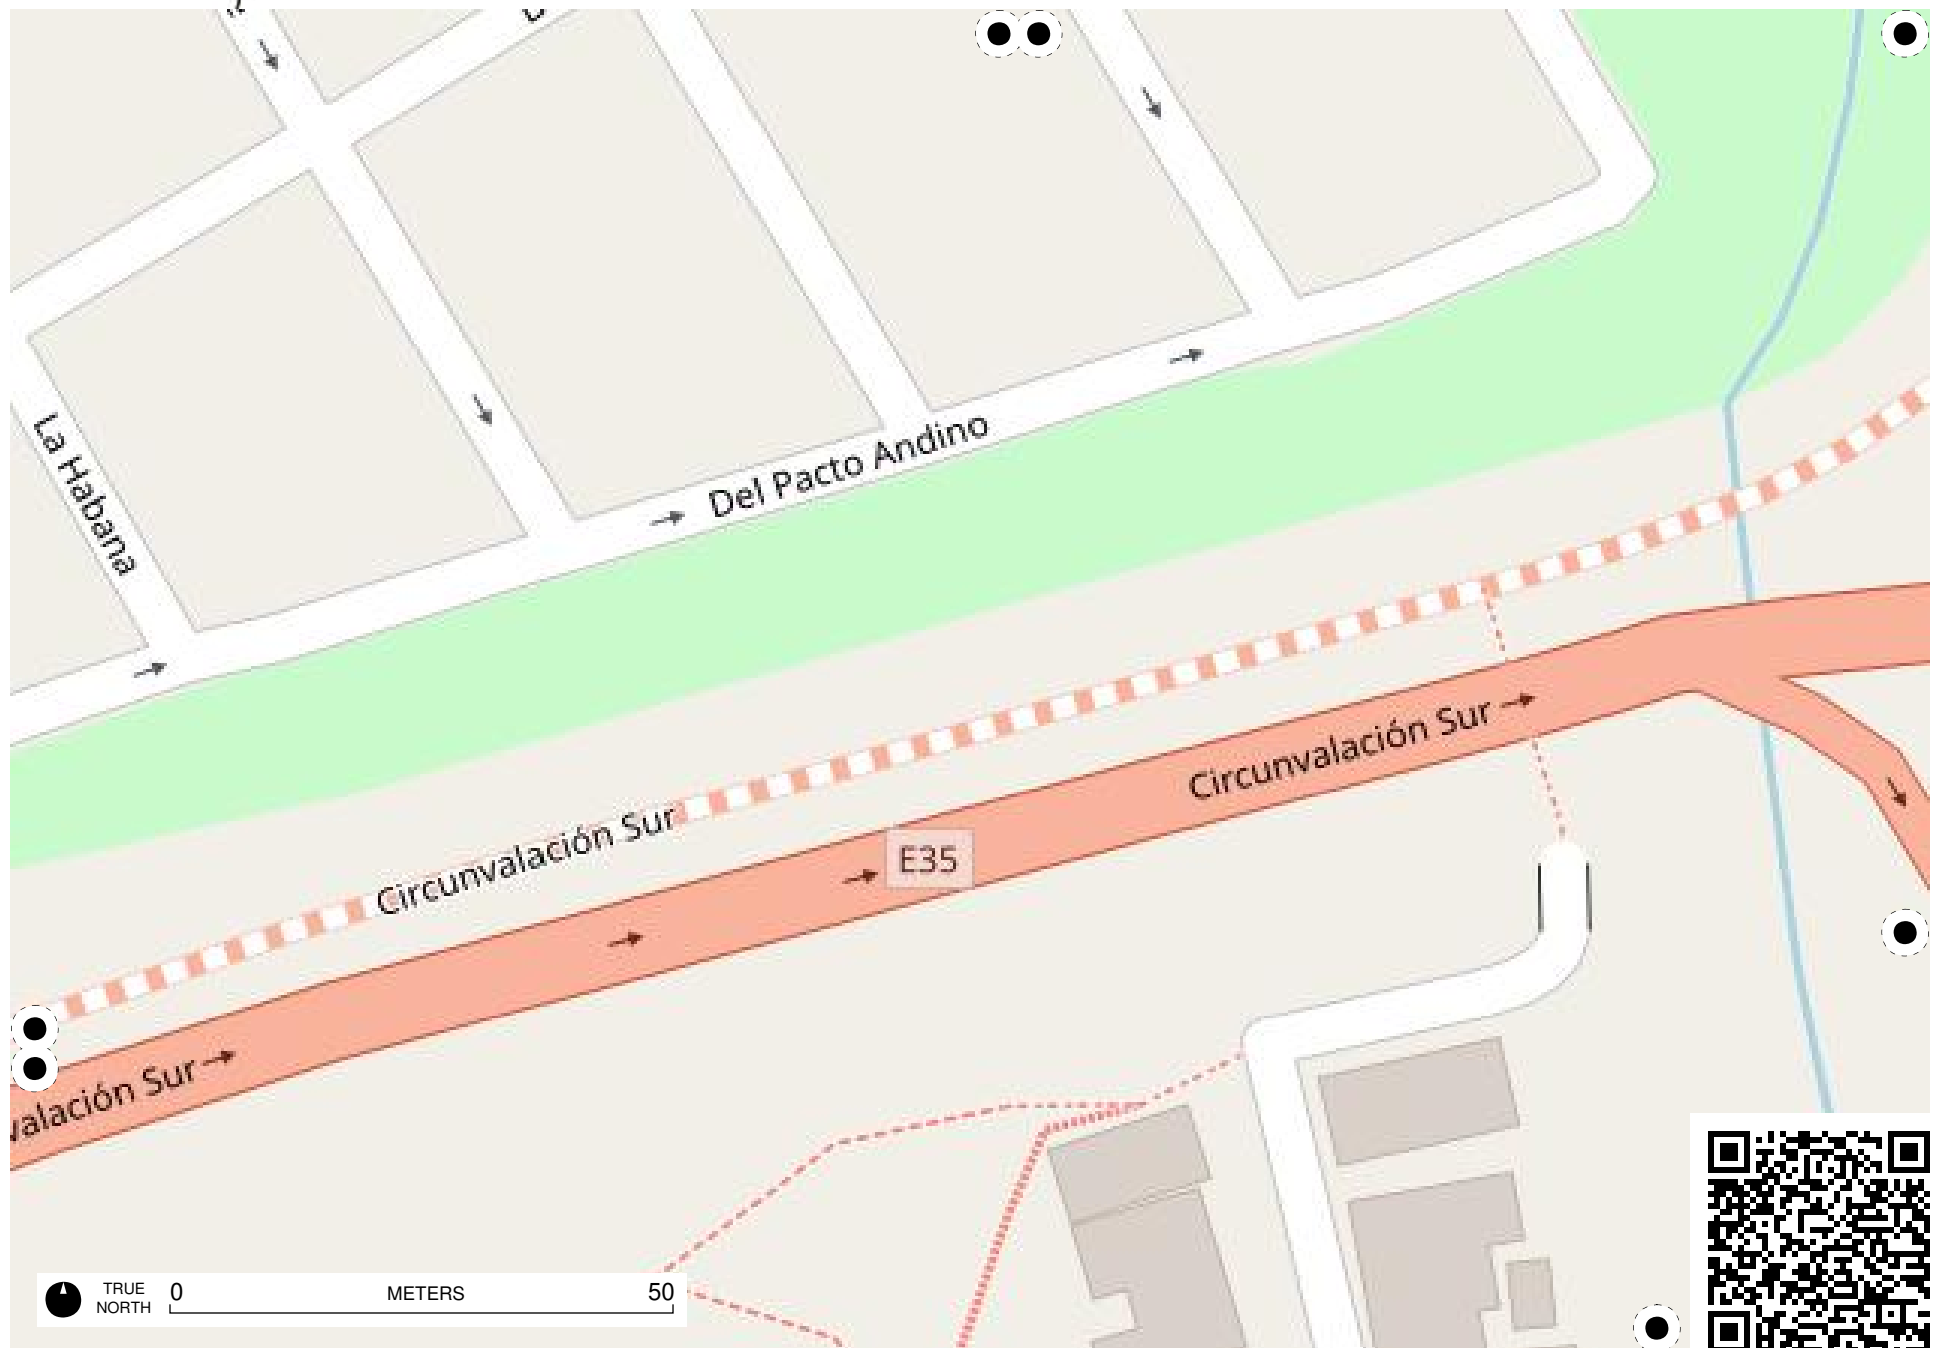 La Habana
Del Pacto Andino
Circunvalación Sur
Circunvalación Sur
E35
valación Sur
TRUE
NORTH
0 METERS 50